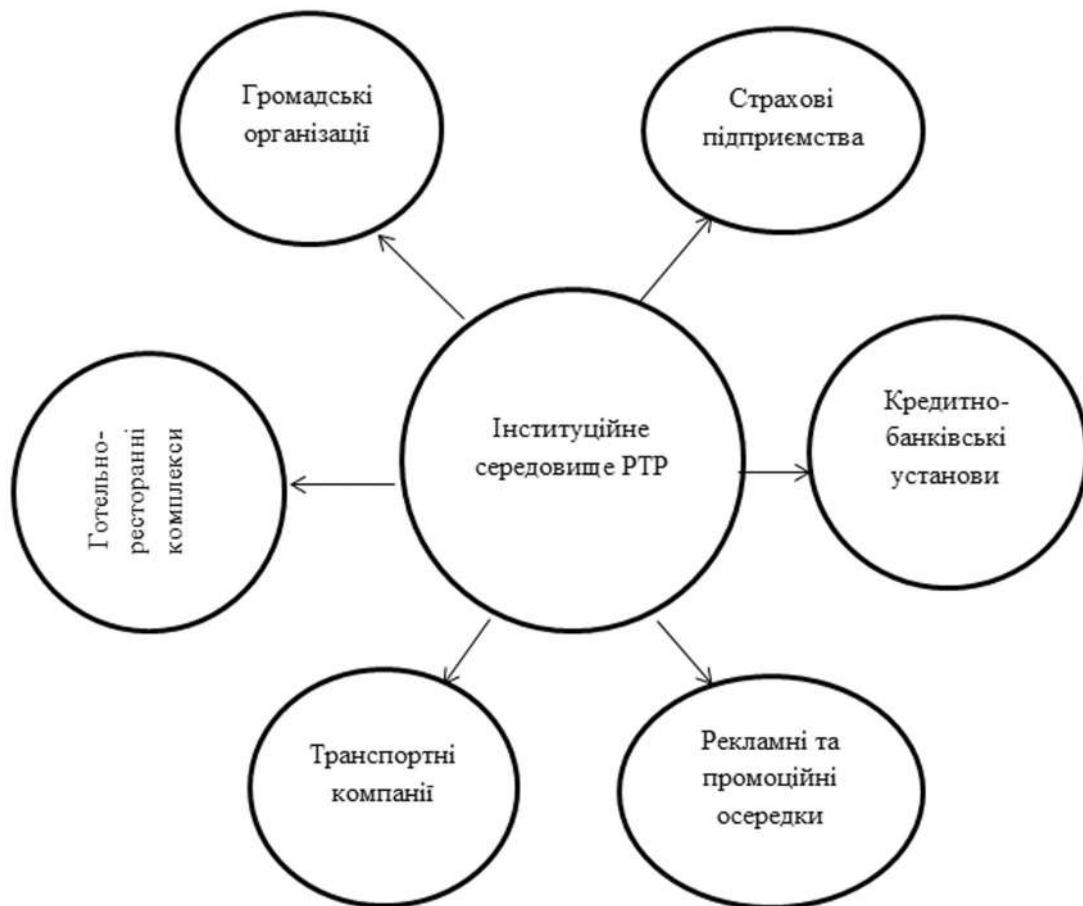 Громадські
організації
Страхові
підприємства
Інституційне
середовище РТР
Кредитно-
банківські
установи
Готельно-
ресторанні
комплекси
Транспортні
компанії
Рекламні та
промоційні
осередки